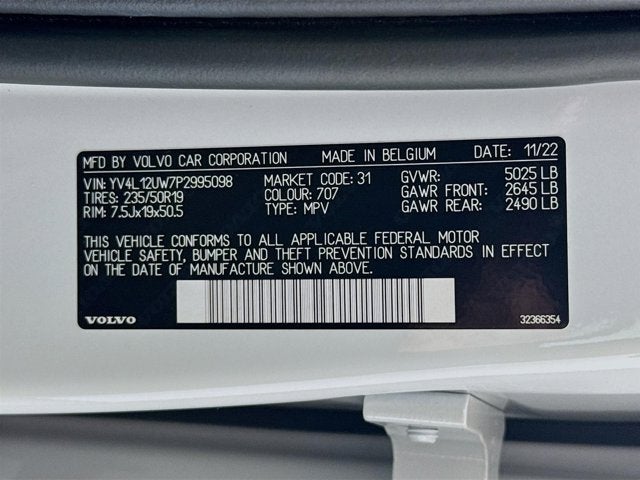 MFD BY VOLVO CAR CORPORATION MADE IN BELGIUM DATE: 11/22
VIN: YV4L12UW7P2995098 MARKET CODE: 31 GVWR: 5025 LB
TIRES: 235/50R19 COLOUR: 707 GAWR FRONT: 2645 LB
RIM: 7.5Jx19x50.5 TYPE: MPV GAWR REAR: 2490 LB
THIS VEHICLE CONFORMS TO ALL APPLICABLE FEDERAL MOTOR
VEHICLE SAFETY, BUMPER AND THEFT PREVENTION STANDARDS IN EFFECT
ON THE DATE OF MANUFACTURE SHOWN ABOVE.
VOLVO 32366354